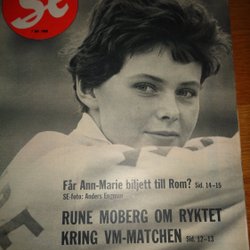 Se
Får Ann-Marie biljett till Rom? Sid. 14–15
SE-foto: Anders Engman
RUNE MOBERG OM RYKTET
KRING VM-MATCHEN Sid. 12–13